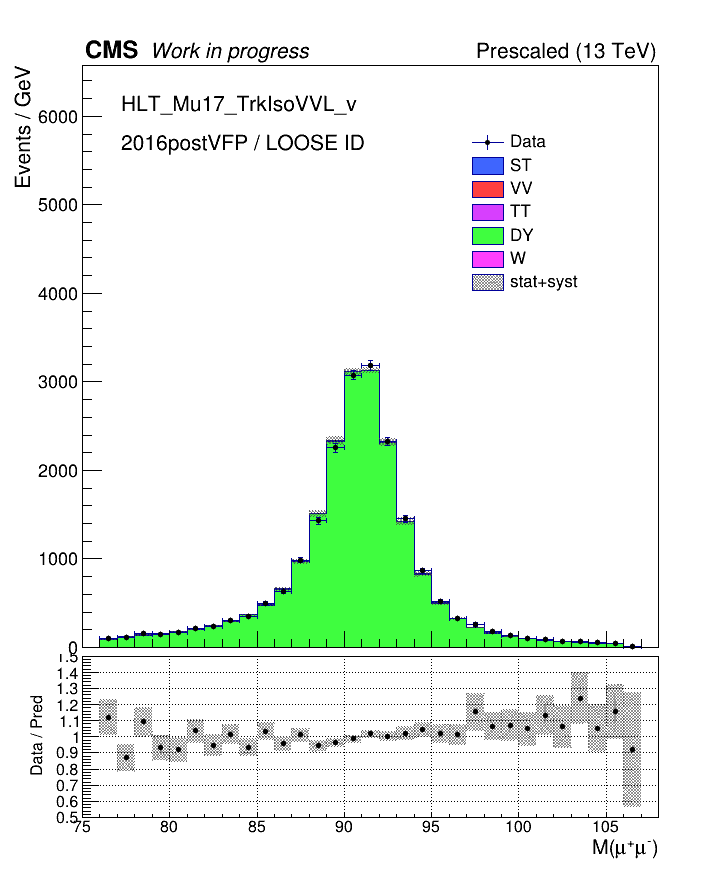 CMS Work in progress Prescaled (13 TeV)
Events / GeV
HLT_Mu17_TrkIsoVVL_v
2016postVFP / LOOSE ID
Data
ST
VV
TT
DY
W
stat+syst
6000
5000
4000
3000
2000
1000
0
Data / Pred
1.5
1.4
1.3
1.2
1.1
1
0.9
0.8
0.7
0.6
0.5
75 80 85 90 95 100 105
M(μ⁺μ⁻)